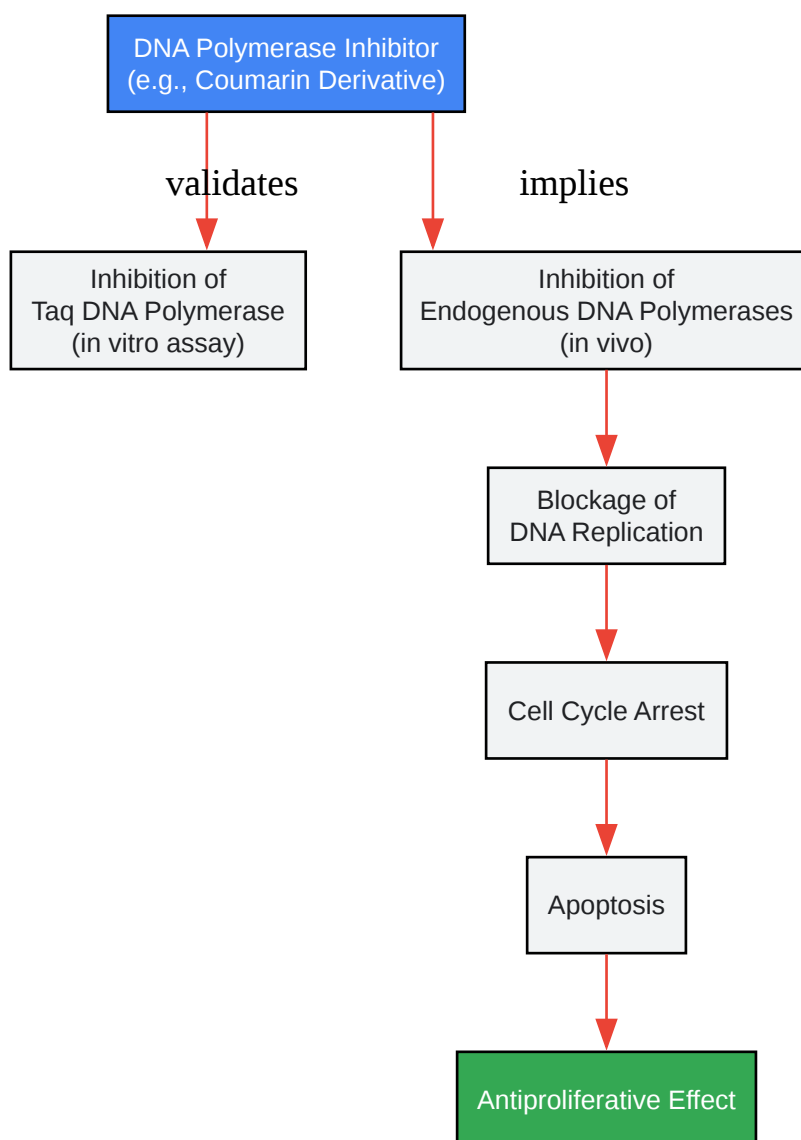 DNA Polymerase Inhibitor
(e.g., Coumarin Derivative)
validates
implies
Inhibition of
Taq DNA Polymerase
(in vitro assay)
Inhibition of
Endogenous DNA Polymerases
(in vivo)
Blockage of
DNA Replication
Cell Cycle Arrest
Apoptosis
Antiproliferative Effect